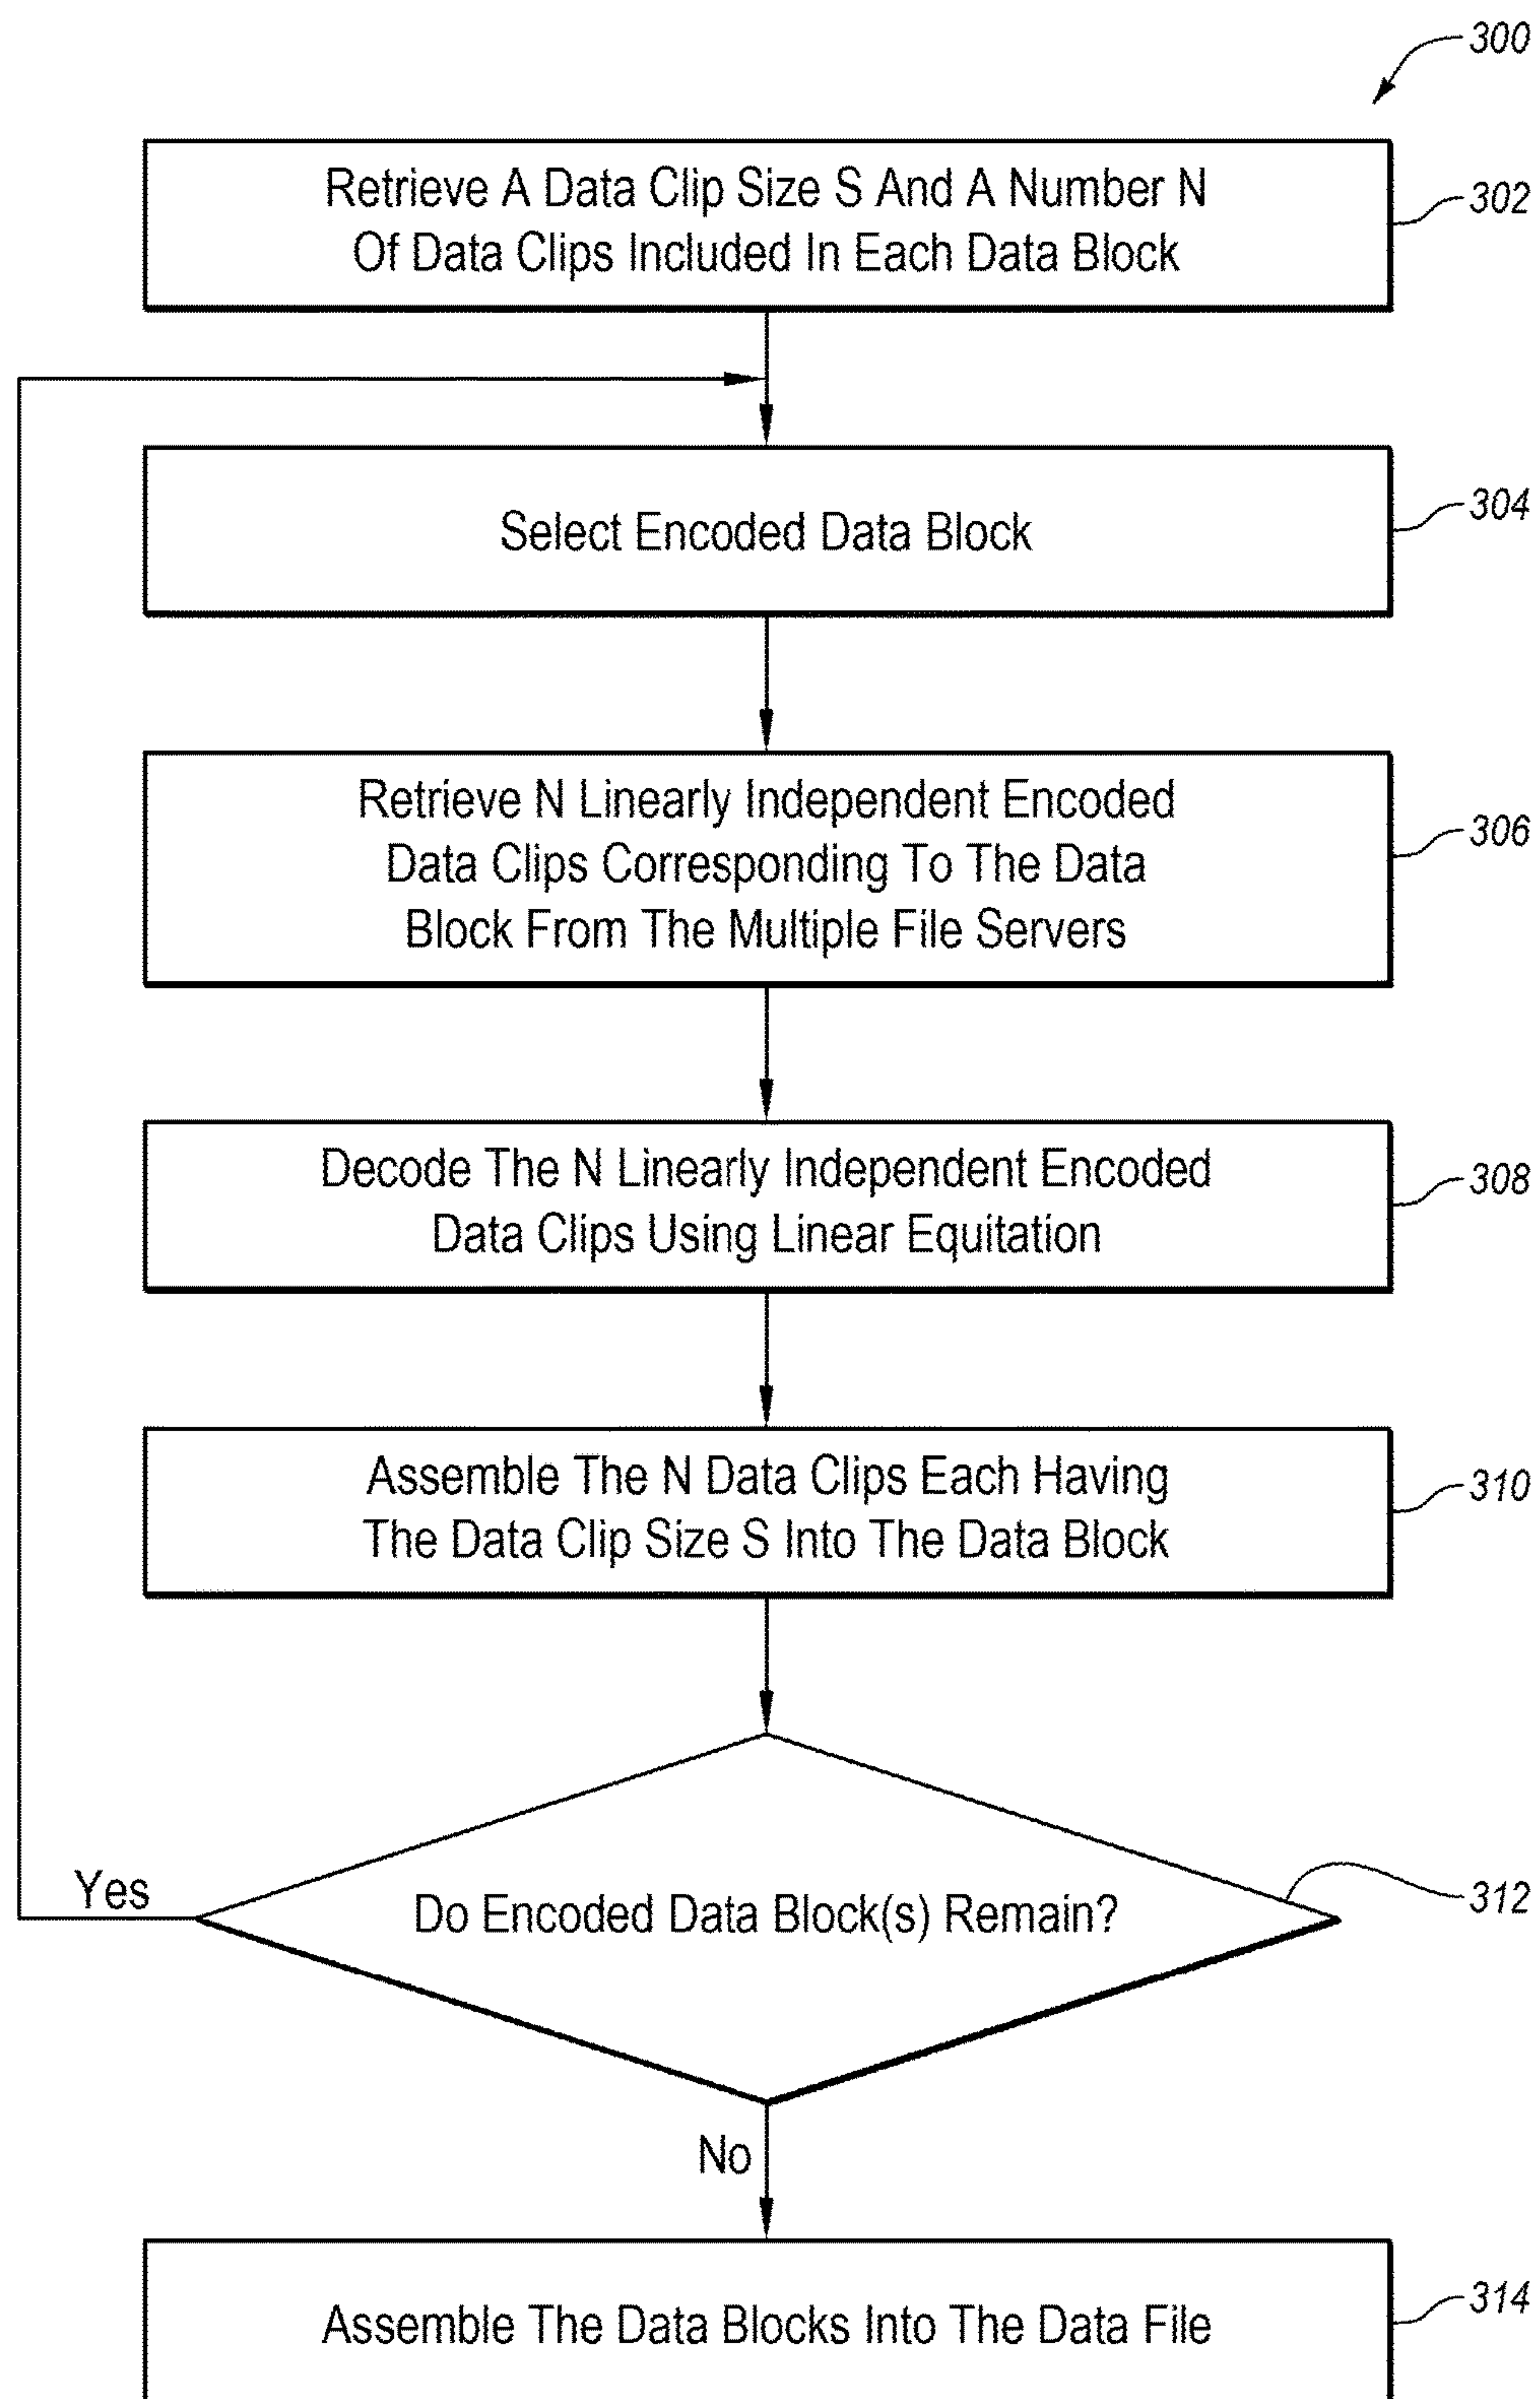 300
Retrieve A Data Clip Size S And A Number N
Of Data Clips Included In Each Data Block
302
Select Encoded Data Block
304
Retrieve N Linearly Independent Encoded
Data Clips Corresponding To The Data
Block From The Multiple File Servers
306
Decode The N Linearly Independent Encoded
Data Clips Using Linear Equitation
308
Assemble The N Data Clips Each Having
The Data Clip Size S Into The Data Block
310
Yes
Do Encoded Data Block(s) Remain?
312
No
Assemble The Data Blocks Into The Data File
314